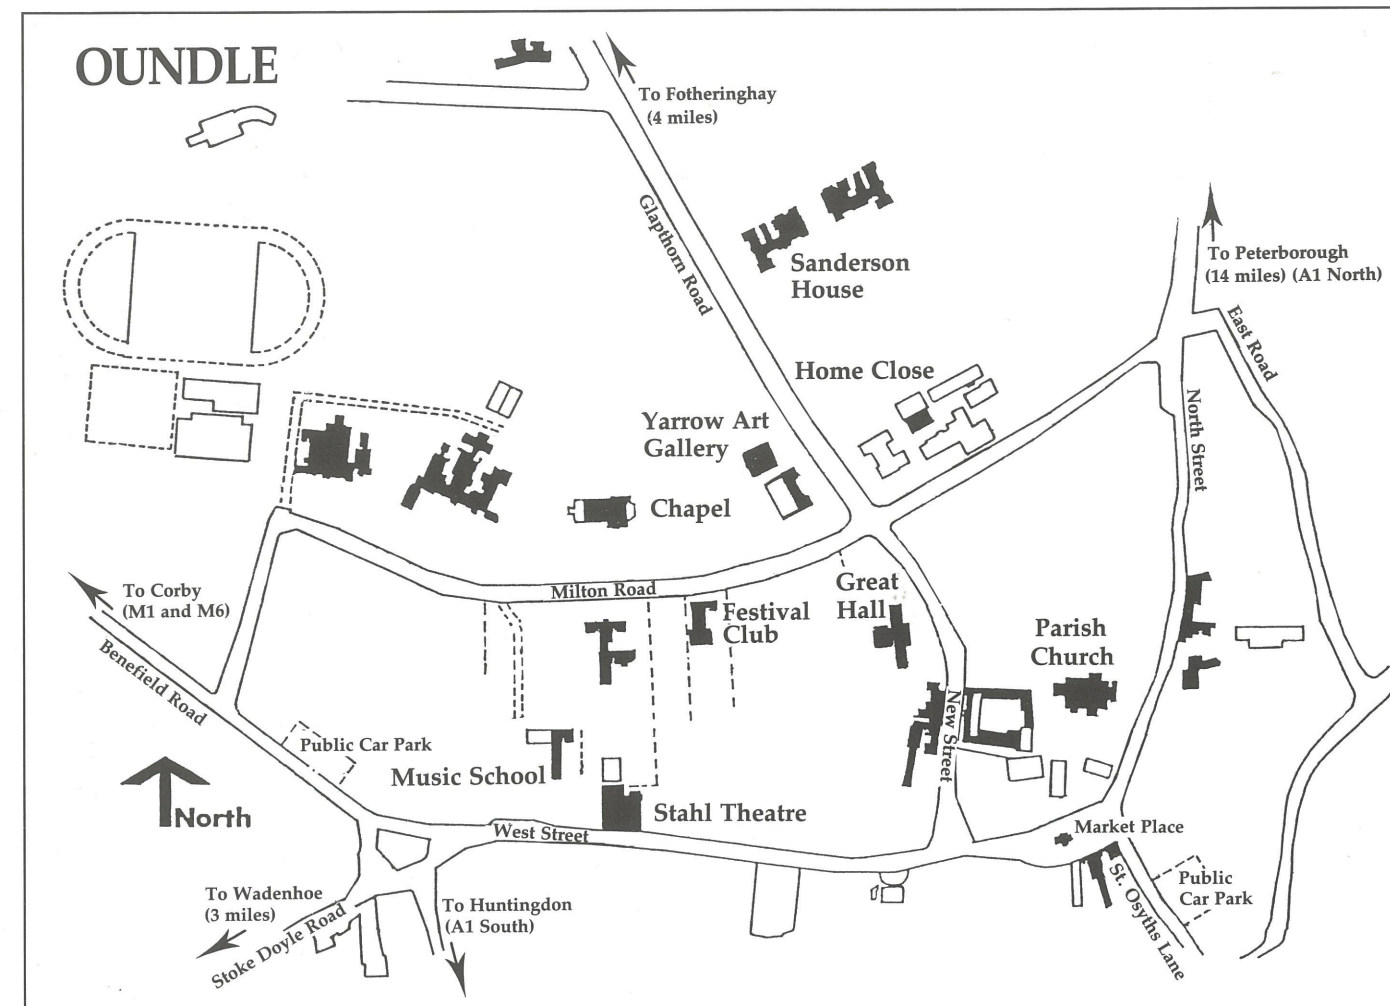 OUNDLE
To Fotheringhay
(4 miles)
Glapthorn Road
Sanderson
House
To Peterborough
(14 miles) (A1 North)
East Road
Home Close
North Street
Yarrow Art
Gallery
Chapel
To Corby
(M1 and M6)
Milton Road
Great
Hall
Festival
Club
Parish
Church
Benefield Road
New Street
Public Car Park
Music School
North
Stahl Theatre
West Street
Market Place
To Wadenhoe
(3 miles)
Stoke Doyle Road
To Huntingdon
(A1 South)
St. Osyths Lane
Public
Car Park